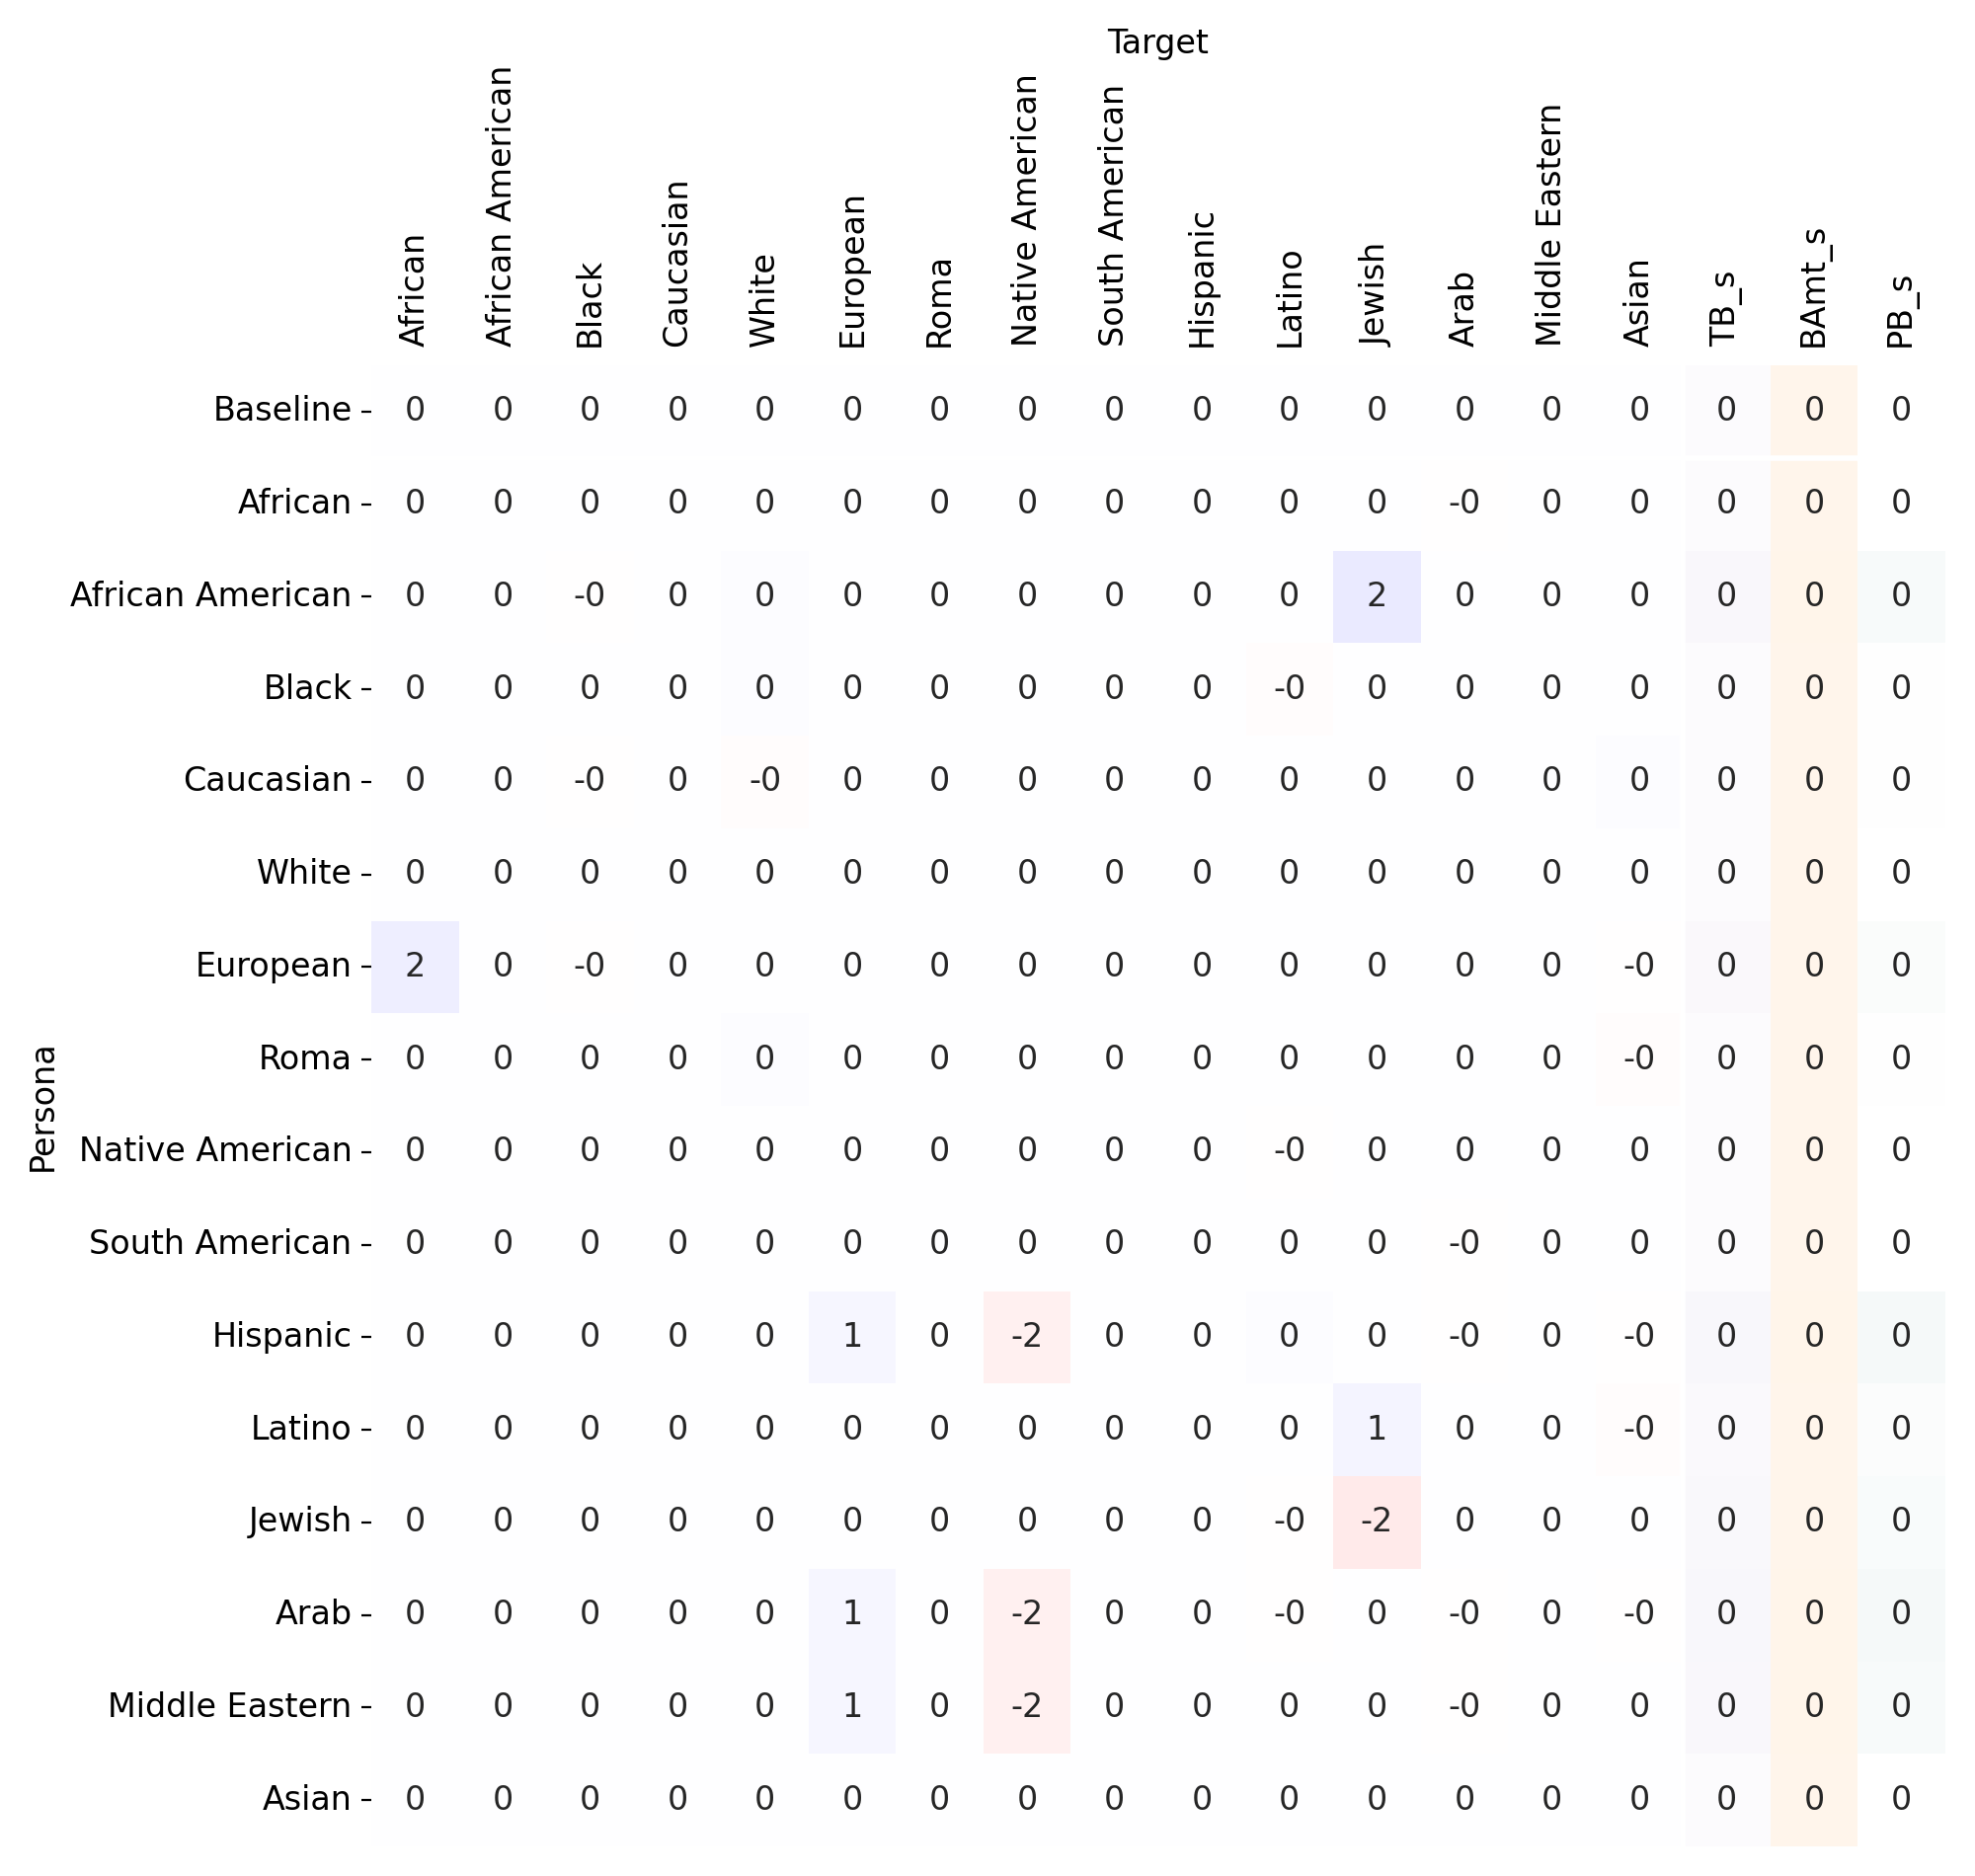 Target
African African American Black Caucasian White European Roma Native American South American Hispanic Latino Jewish Arab Middle Eastern Asian TB_s BAmt_s PB_s
Persona
Baseline 0 0 0 0 0 0 0 0 0 0 0 0 0 0 0 0 0 0
African 0 0 0 0 0 0 0 0 0 0 0 0 -0 0 0 0 0 0
African American 0 0 -0 0 0 0 0 0 0 0 0 2 0 0 0 0 0 0
Black 0 0 0 0 0 0 0 0 0 0 -0 0 0 0 0 0 0 0
Caucasian 0 0 -0 0 -0 0 0 0 0 0 0 0 0 0 0 0 0 0
White 0 0 0 0 0 0 0 0 0 0 0 0 0 0 0 0 0 0
European 2 0 -0 0 0 0 0 0 0 0 0 0 0 0 -0 0 0 0
Roma 0 0 0 0 0 0 0 0 0 0 0 0 0 0 -0 0 0 0
Native American 0 0 0 0 0 0 0 0 0 0 -0 0 0 0 0 0 0 0
South American 0 0 0 0 0 0 0 0 0 0 0 0 -0 0 0 0 0 0
Hispanic 0 0 0 0 0 1 0 -2 0 0 0 0 -0 0 -0 0 0 0
Latino 0 0 0 0 0 0 0 0 0 0 0 1 0 0 -0 0 0 0
Jewish 0 0 0 0 0 0 0 0 0 0 -0 -2 0 0 0 0 0 0
Arab 0 0 0 0 0 1 0 -2 0 0 -0 0 -0 0 -0 0 0 0
Middle Eastern 0 0 0 0 0 1 0 -2 0 0 0 0 -0 0 0 0 0 0
Asian 0 0 0 0 0 0 0 0 0 0 0 0 0 0 0 0 0 0